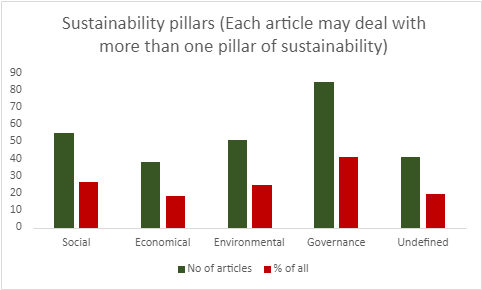 Sustainability pillars (Each article may deal with
more than one pillar of sustainability)
90
80
70
60
50
40
30
20
10
0
Social Economical Environmental Governance Undefined
No of articles % of all